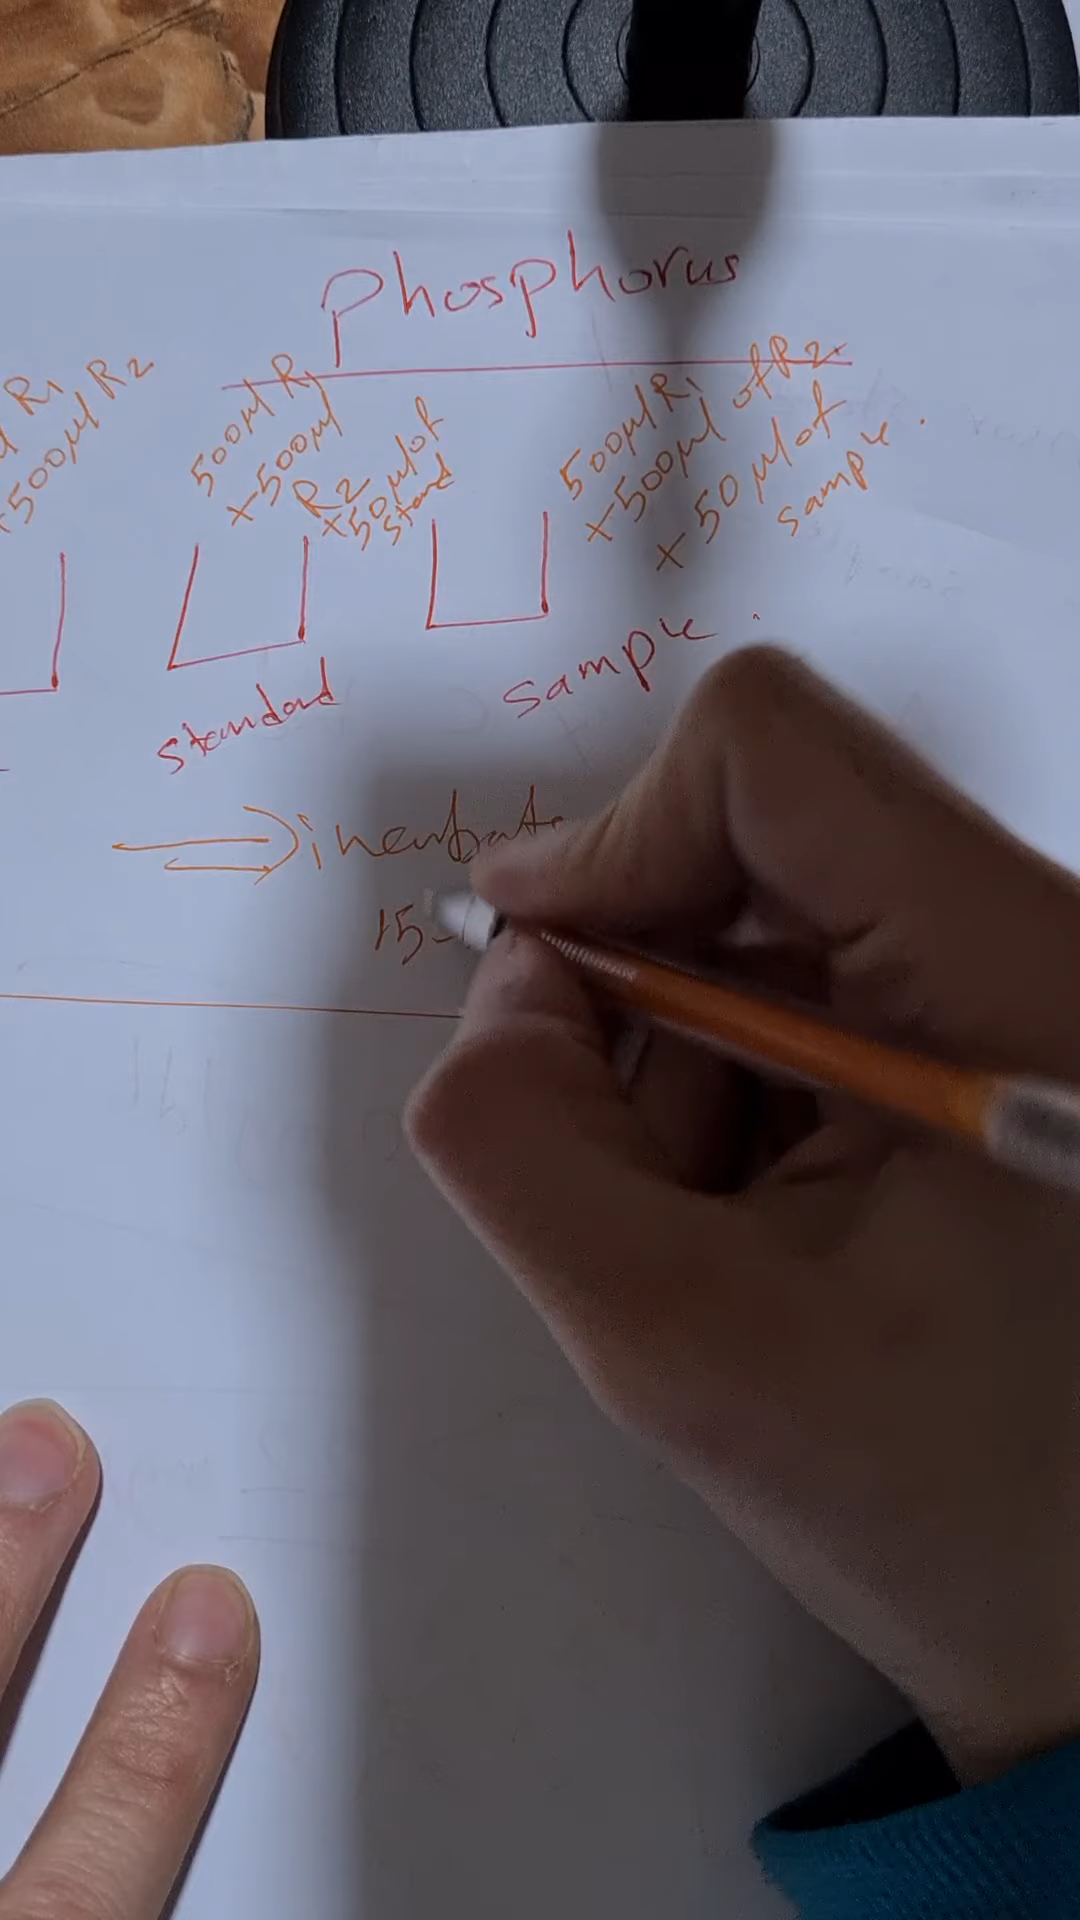 Phosphorus
R1
+500μl R2
500μl R1
+500μl
R2
+50μl of
stand
500μl R1
+500μl of R2
+ 50μl of
sample.
standard
sample.
incubate
15-